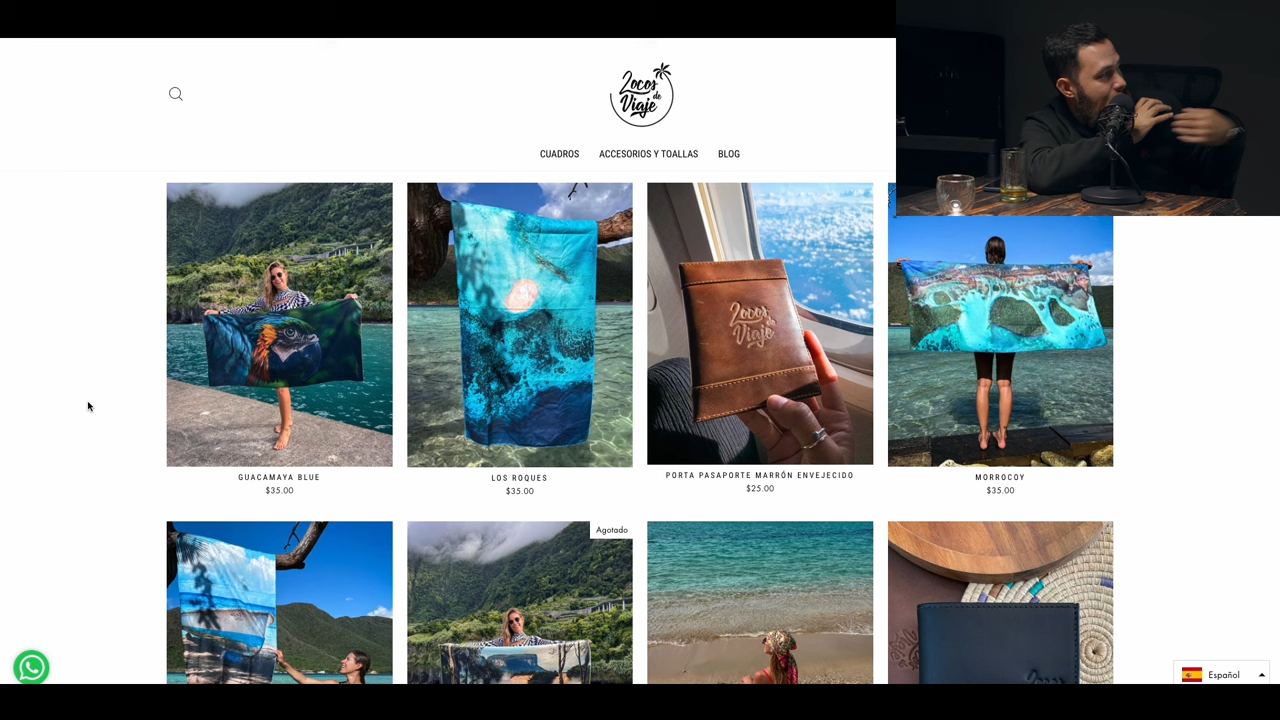 Locos
de
Viaje
CUADROS ACCESORIOS Y TOALLAS BLOG
Locos
de
Viaje
GUACAMAYA BLUE
$35.00
LOS ROQUES
$35.00
PORTA PASAPORTE MARRÓN ENVEJECIDO
$25.00
MORROCOY
$35.00
Agotado
Español